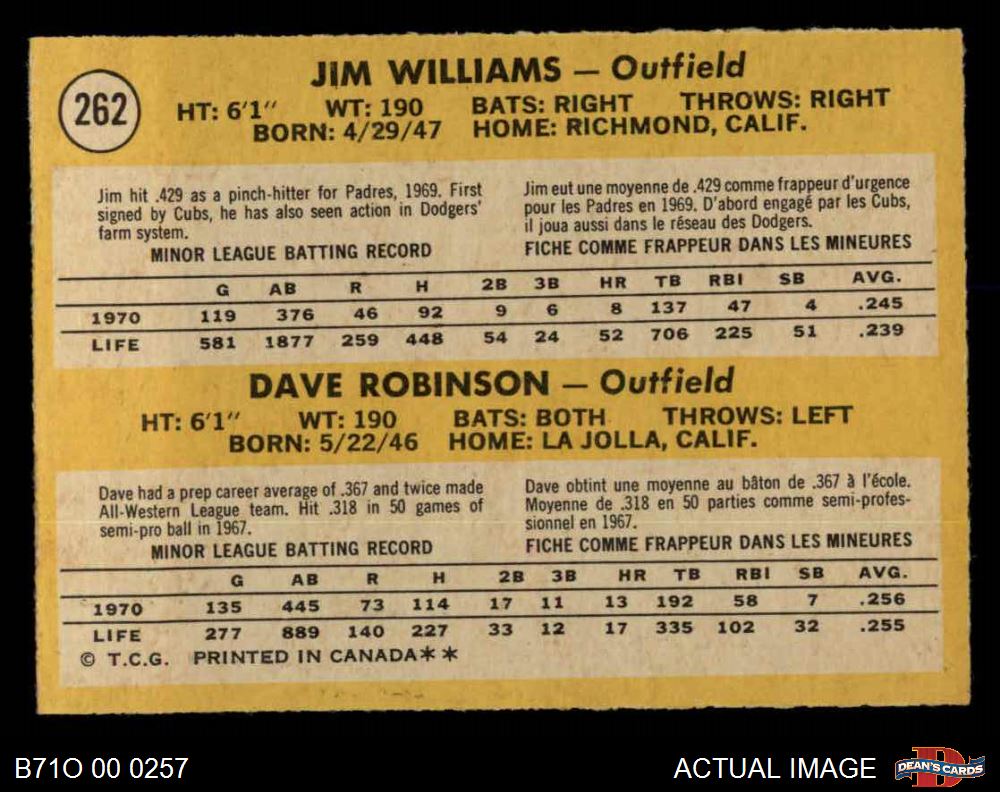 262
JIM WILLIAMS — Outfield
HT: 6'1" WT: 190 BATS: RIGHT THROWS: RIGHT
BORN: 4/29/47 HOME: RICHMOND, CALIF.
Jim hit .429 as a pinch-hitter for Padres, 1969. First
signed by Cubs, he has also seen action in Dodgers'
farm system.
MINOR LEAGUE BATTING RECORD
Jim eut une moyenne de .429 comme frappeur d'urgence
pour les Padres en 1969. D'abord engagé par les Cubs,
il joua aussi dans le réseau des Dodgers.
FICHE COMME FRAPPEUR DANS LES MINEURES
G AB R H 2B 3B HR TB RBI SB AVG.
1970 119 376 46 92 9 6 8 137 47 4 .245
LIFE 581 1877 259 448 54 24 52 706 225 51 .239
DAVE ROBINSON — Outfield
HT: 6'1" WT: 190 BATS: BOTH THROWS: LEFT
BORN: 5/22/46 HOME: LA JOLLA, CALIF.
Dave had a prep career average of .367 and twice made
All-Western League team. Hit .318 in 50 games of
semi-pro ball in 1967.
MINOR LEAGUE BATTING RECORD
Dave obtint une moyenne au bâton de .367 à l'école.
Moyenne de .318 en 50 parties comme semi-profes-
sionnel en 1967.
FICHE COMME FRAPPEUR DANS LES MINEURES
G AB R H 2B 3B HR TB RBI SB AVG.
1970 135 445 73 114 17 11 13 192 58 7 .256
LIFE 277 889 140 227 33 12 17 335 102 32 .255
© T.C.G. PRINTED IN CANADA**
B71O 00 0257
ACTUAL IMAGE
DEAN'S CARDS